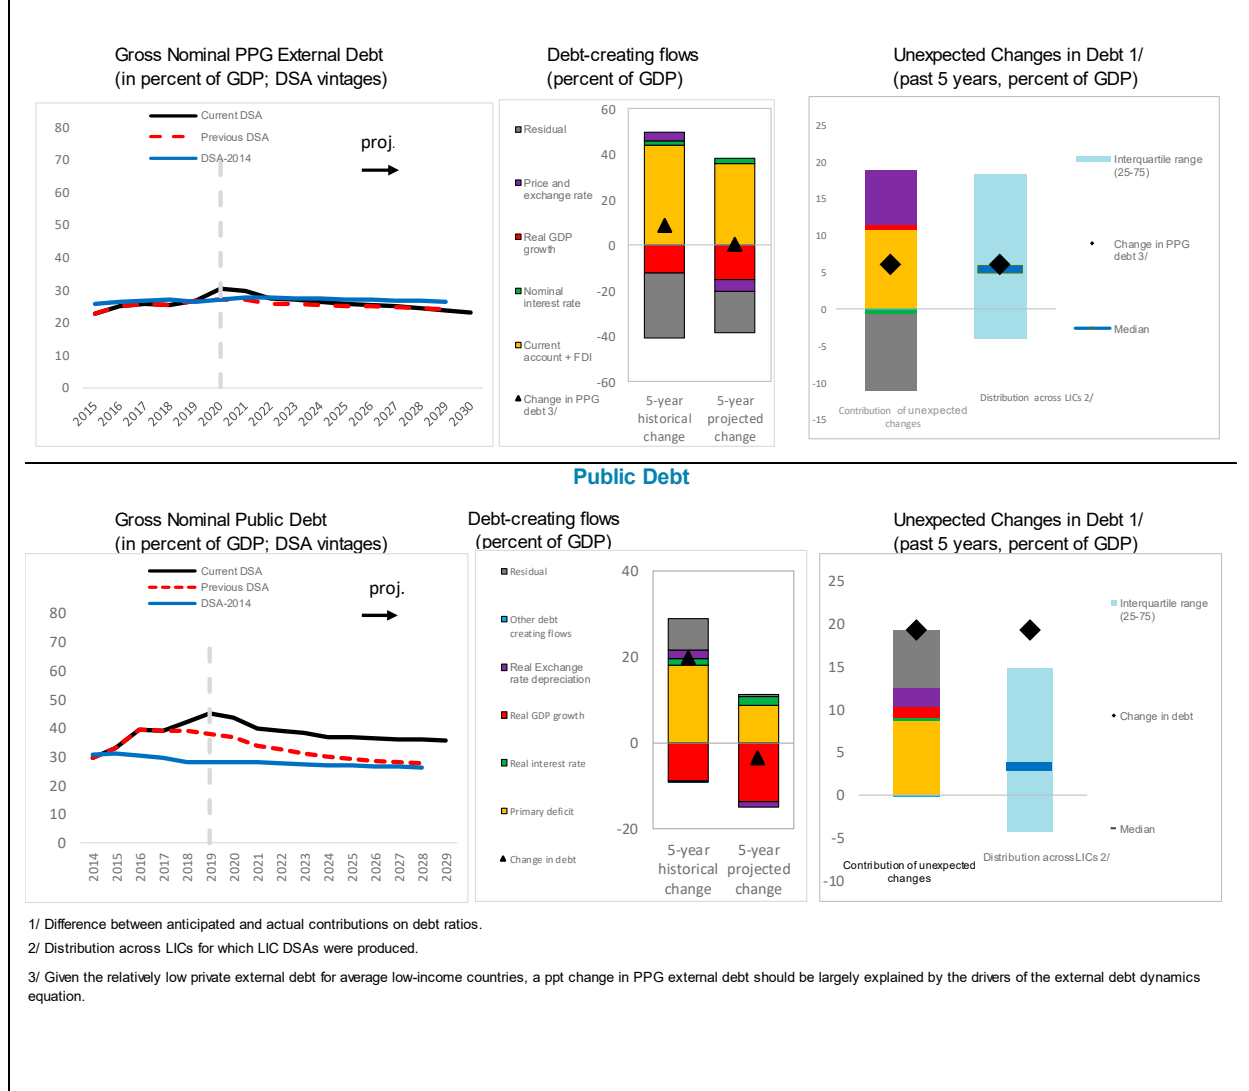 Gross Nominal PPG External Debt
(in percent of GDP; DSA vintages)
Current DSA
Previous DSA
DSA-2014
proj.
80
70
60
50
40
30
20
10
0
2015 2016 2017 2018 2019 2020 2021 2022 2023 2024 2025 2026 2027 2028 2029 2030
Debt-creating flows
(percent of GDP)
Residual
Price and
exchange rate
Real GDP
growth
Nominal
interest rate
Current
account + FDI
Change in PPG
debt 3/
60
40
20
0
-20
-40
-60
5-year
historical
change
5-year
projected
change
Unexpected Changes in Debt 1/
(past 5 years, percent of GDP)
25
20
15
10
5
0
-5
-10
-15
Contribution of unexpected
changes
Distribution across LICs 2/
Interquartile range
(25-75)
Change in PPG
debt 3/
Median
Public Debt
Gross Nominal Public Debt
(in percent of GDP; DSA vintages)
Current DSA
Previous DSA
DSA-2014
proj.
80
70
60
50
40
30
20
10
0
2014 2015 2016 2017 2018 2019 2020 2021 2022 2023 2024 2025 2026 2027 2028 2029
Debt-creating flows
(percent of GDP)
Residual
Other debt
creating flows
Real Exchange
rate depreciation
Real GDP growth
Real interest rate
Primary deficit
Change in debt
40
20
0
-20
5-year
historical
change
5-year
projected
change
Unexpected Changes in Debt 1/
(past 5 years, percent of GDP)
25
20
15
10
5
0
-5
-10
Contribution of unexpected
changes
Distribution across LICs 2/
Interquartile range
(25-75)
Change in debt
Median
1/ Difference between anticipated and actual contributions on debt ratios.
2/ Distribution across LICs for which LIC DSAs were produced.
3/ Given the relatively low private external debt for average low-income countries, a ppt change in PPG external debt should be largely explained by the drivers of the external debt dynamics
equation.